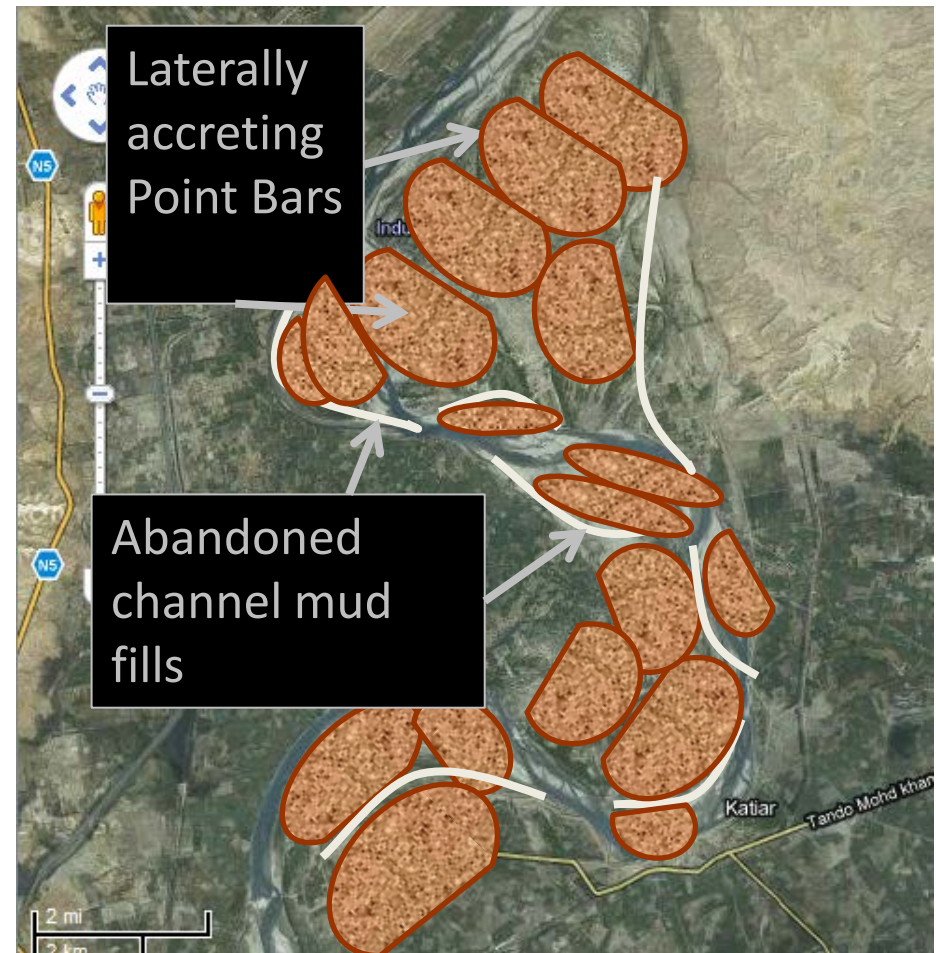 Laterally
accreting
Point Bars
N5
Indu
Abandoned
channel mud
fills
N5
Katiar
Tando Mohd khan
2 mi
2 km